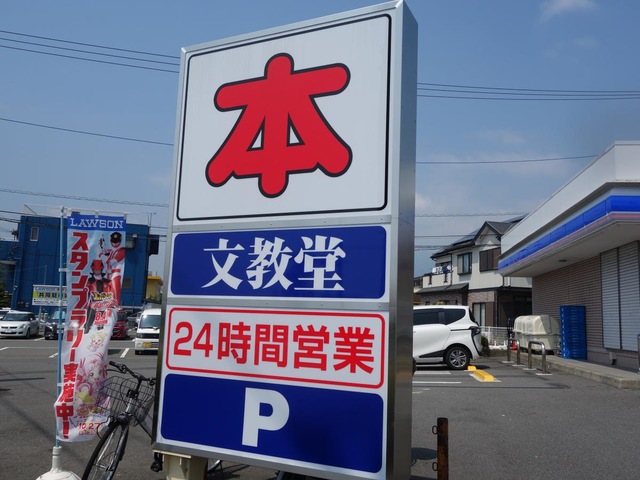 本
文教堂
24時間営業
P
LAWSON
スタンプラリー実施中!